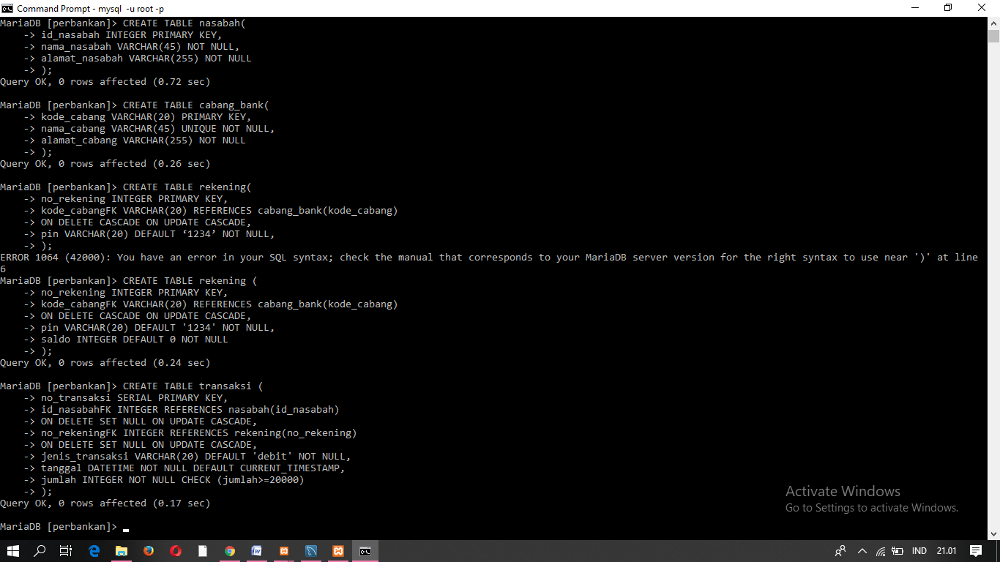 Command Prompt - mysql -u root -p
MariaDB [perbankan]> CREATE TABLE nasabah(
-> id_nasabah INTEGER PRIMARY KEY,
-> nama_nasabah VARCHAR(45) NOT NULL,
-> alamat_nasabah VARCHAR(255) NOT NULL
-> );
Query OK, 0 rows affected (0.72 sec)
MariaDB [perbankan]> CREATE TABLE cabang_bank(
-> kode_cabang VARCHAR(20) PRIMARY KEY,
-> nama_cabang VARCHAR(45) UNIQUE NOT NULL,
-> alamat_cabang VARCHAR(255) NOT NULL
-> );
Query OK, 0 rows affected (0.26 sec)
MariaDB [perbankan]> CREATE TABLE rekening(
-> no_rekening INTEGER PRIMARY KEY,
-> kode_cabangFK VARCHAR(20) REFERENCES cabang_bank(kode_cabang)
-> ON DELETE CASCADE ON UPDATE CASCADE,
-> pin VARCHAR(20) DEFAULT ‘1234’ NOT NULL,
-> );
ERROR 1064 (42000): You have an error in your SQL syntax; check the manual that corresponds to your MariaDB server version for the right syntax to use near ')' at line
6
MariaDB [perbankan]> CREATE TABLE rekening (
-> no_rekening INTEGER PRIMARY KEY,
-> kode_cabangFK VARCHAR(20) REFERENCES cabang_bank(kode_cabang)
-> ON DELETE CASCADE ON UPDATE CASCADE,
-> pin VARCHAR(20) DEFAULT '1234' NOT NULL,
-> saldo INTEGER DEFAULT 0 NOT NULL
-> );
Query OK, 0 rows affected (0.24 sec)
MariaDB [perbankan]> CREATE TABLE transaksi (
-> no_transaksi SERIAL PRIMARY KEY,
-> id_nasabahFK INTEGER REFERENCES nasabah(id_nasabah)
-> ON DELETE SET NULL ON UPDATE CASCADE,
-> no_rekeningFK INTEGER REFERENCES rekening(no_rekening)
-> ON DELETE SET NULL ON UPDATE CASCADE,
-> jenis_transaksi VARCHAR(20) DEFAULT 'debit' NOT NULL,
-> tanggal DATETIME NOT NULL DEFAULT CURRENT_TIMESTAMP,
-> jumlah INTEGER NOT NULL CHECK (jumlah>=20000)
-> );
Query OK, 0 rows affected (0.17 sec)
MariaDB [perbankan]>
Activate Windows
Go to Settings to activate Windows.
IND 21.01